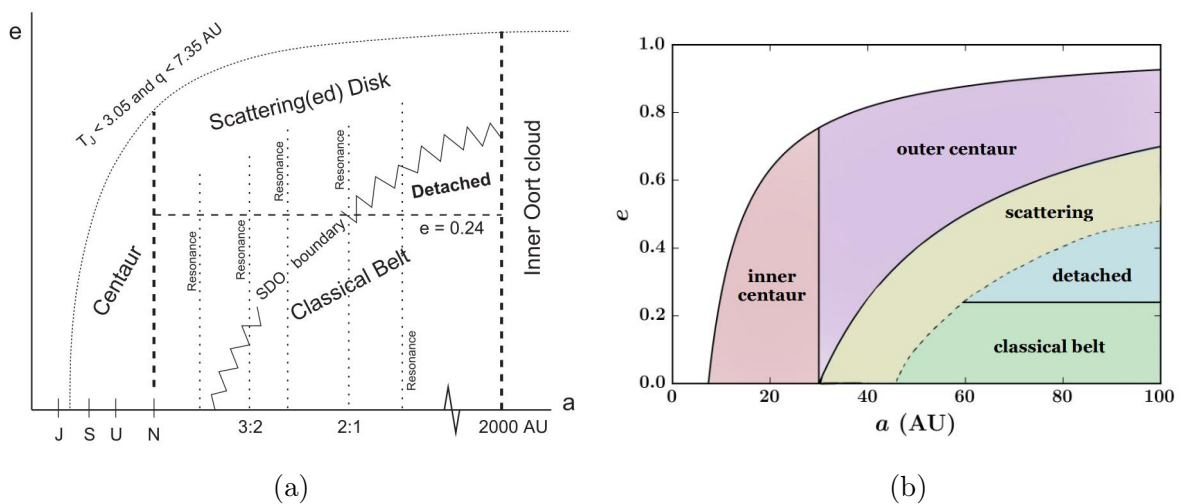 e
T_J < 3.05 and q < 7.35 AU
Scattering(ed) Disk
Resonance
Resonance
Resonance
Resonance
Resonance
Resonance
Detached
e = 0.24
SDO boundary
Classical Belt
Centaur
Inner Oort cloud
a
J S U N 3:2 2:1 2000 AU
(a)
1.0
0.8
0.6
0.4
0.2
0.0
e
outer centaur
scattering
inner
centaur
detached
classical belt
0 20 40 60 80 100
a (AU)
(b)